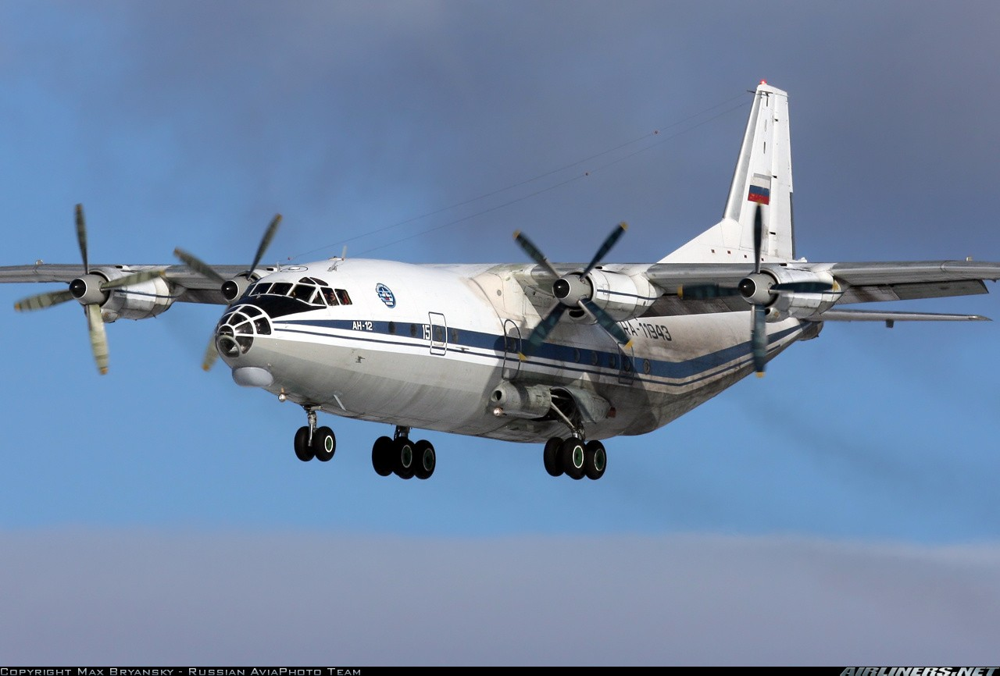 АН-12
15
RA-11943
Copyright Max Bryansky - Russian AviaPhoto Team
AIRLINERS.NET